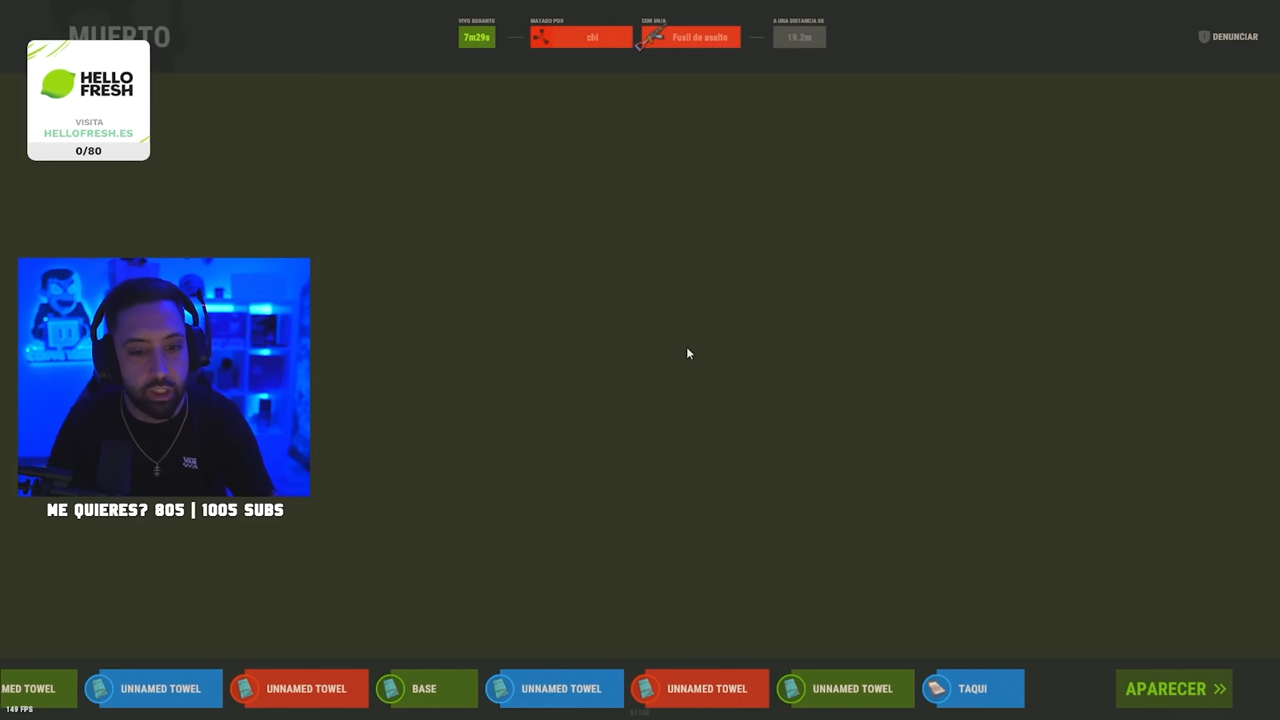 MUERTO
VIVO DURANTE
7m29s
MATADO POR
chl
CON UN/A
Fusil de asalto
A UNA DISTANCIA DE
19.2m
DENUNCIAR
HELLO
FRESH
VISITA
HELLOFRESH.ES
0/80
ME QUIERES? 805 | 1005 SUBS
MED TOWEL
UNNAMED TOWEL
UNNAMED TOWEL
BASE
UNNAMED TOWEL
UNNAMED TOWEL
UNNAMED TOWEL
TAQUI
APARECER
149 FPS